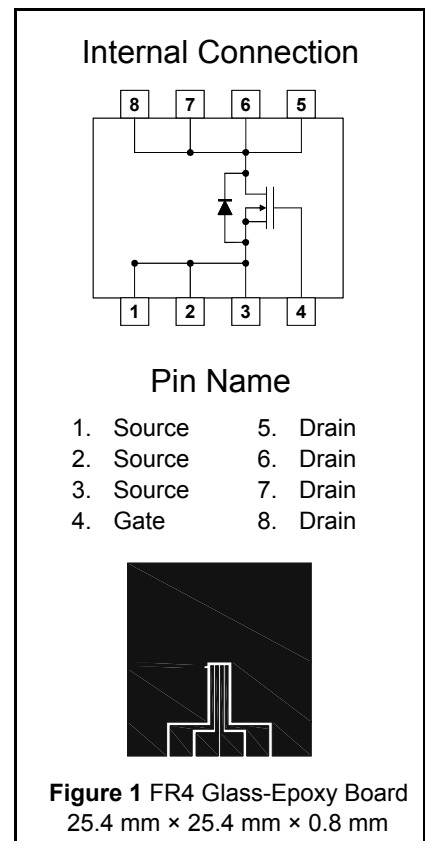 Internal Connection
8 7 6 5
1 2 3 4
Pin Name
1. Source 5. Drain
2. Source 6. Drain
3. Source 7. Drain
4. Gate 8. Drain
Figure 1 FR4 Glass-Epoxy Board
25.4 mm × 25.4 mm × 0.8 mm